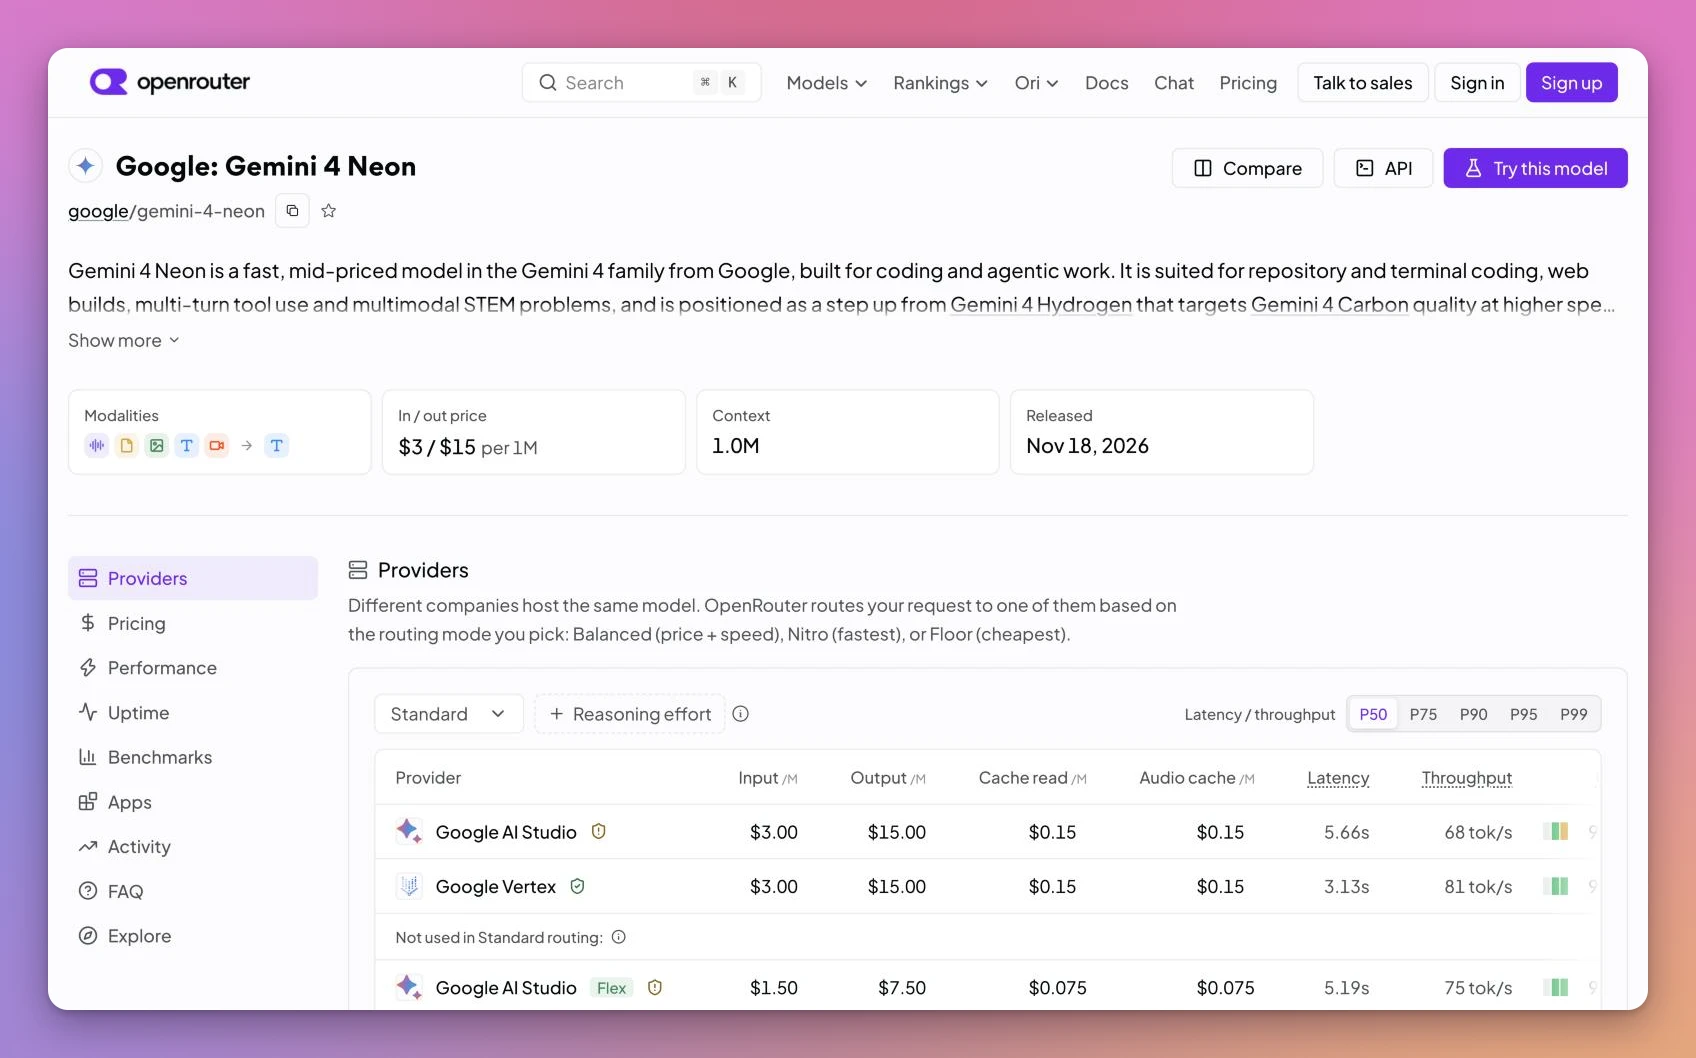 openrouter
Search ⌘ K
Models
Rankings
Ori
Docs
Chat
Pricing
Talk to sales
Sign in
Sign up
Google: Gemini 4 Neon
Compare
API
Try this model
google/gemini-4-neon
Gemini 4 Neon is a fast, mid-priced model in the Gemini 4 family from Google, built for coding and agentic work. It is suited for repository and terminal coding, web
builds, multi-turn tool use and multimodal STEM problems, and is positioned as a step up from Gemini 4 Hydrogen that targets Gemini 4 Carbon quality at higher spe...
Show more
Modalities
T → T
In / out price
$3 / $15 per 1M
Context
1.0M
Released
Nov 18, 2026
Providers
Pricing
Performance
Uptime
Benchmarks
Apps
Activity
FAQ
Explore
Providers
Different companies host the same model. OpenRouter routes your request to one of them based on
the routing mode you pick: Balanced (price + speed), Nitro (fastest), or Floor (cheapest).
Standard
+ Reasoning effort
Latency / throughput P50 P75 P90 P95 P99
Provider Input /M Output /M Cache read /M Audio cache /M Latency Throughput
Google AI Studio $3.00 $15.00 $0.15 $0.15 5.66s 68 tok/s
Google Vertex $3.00 $15.00 $0.15 $0.15 3.13s 81 tok/s
Not used in Standard routing:
Google AI Studio Flex $1.50 $7.50 $0.075 $0.075 5.19s 75 tok/s